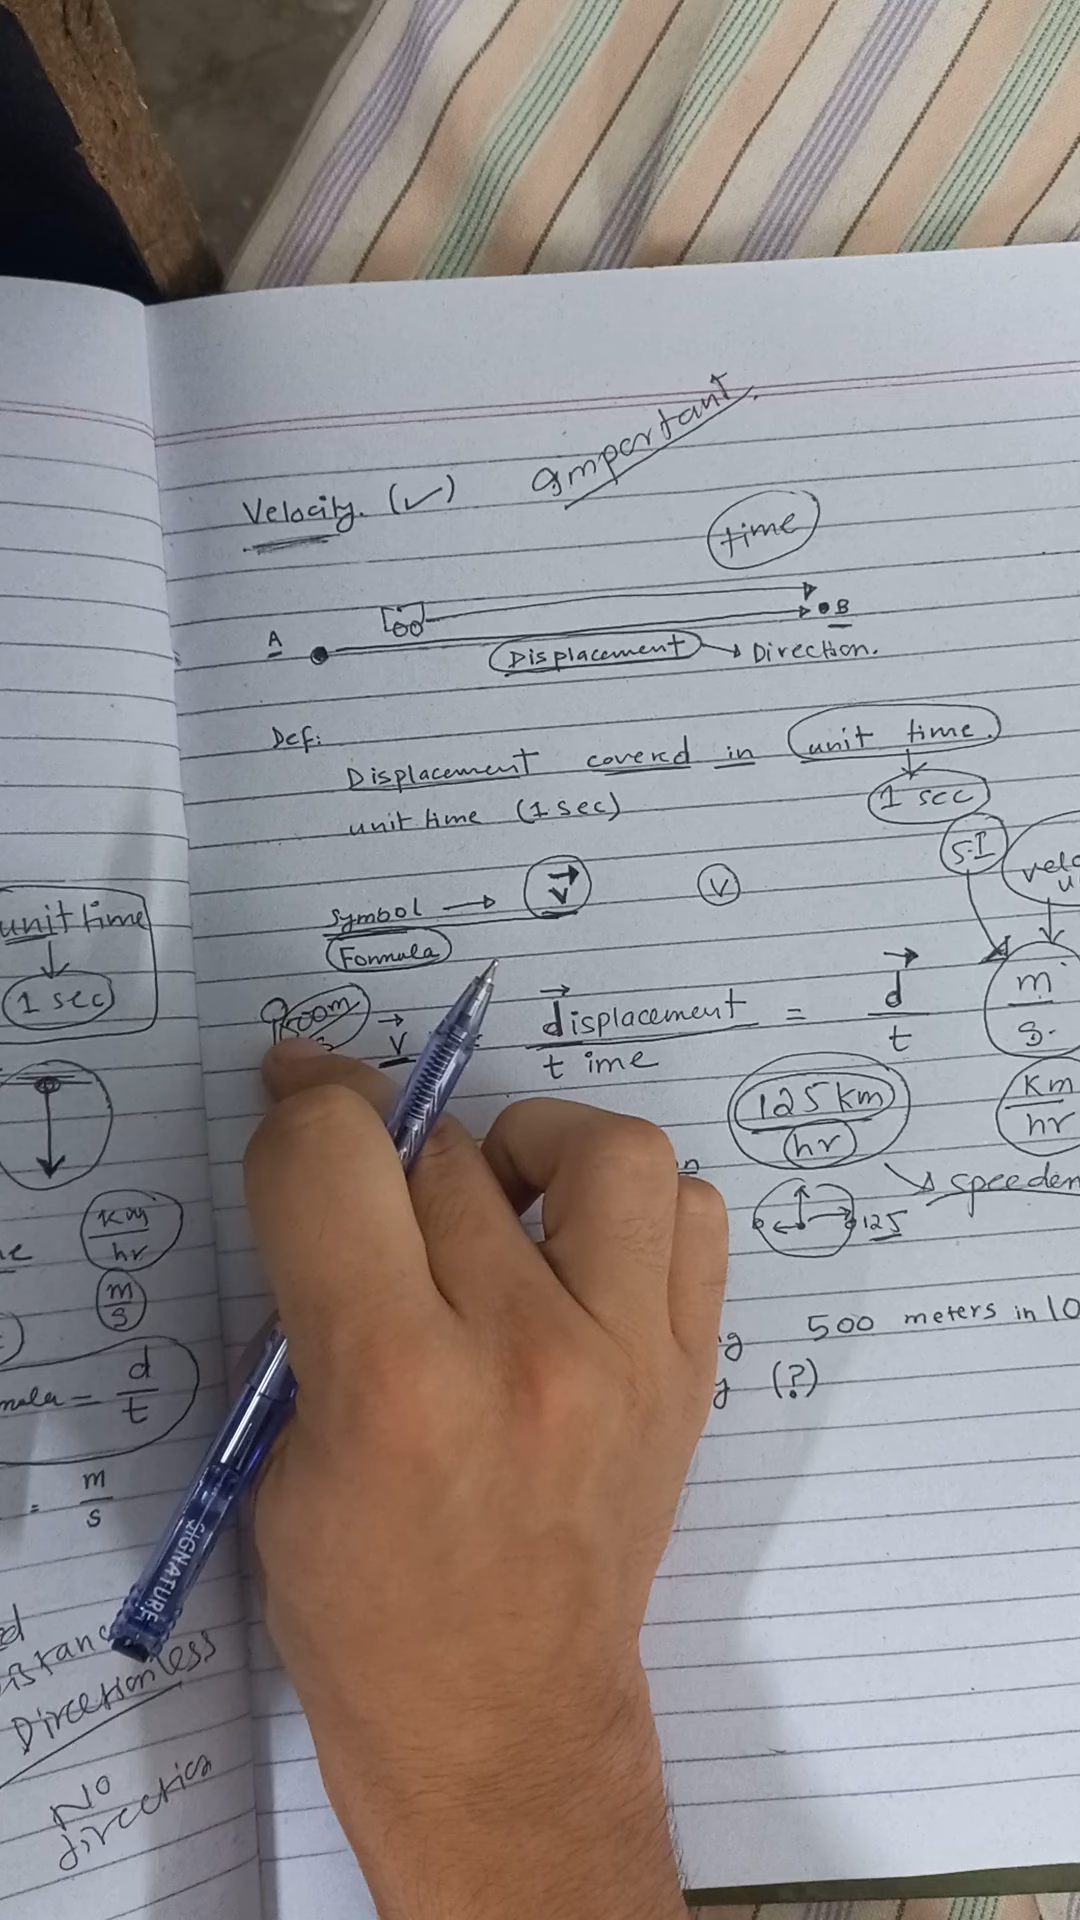 Important.
Velocity. (✓)
time
A
B
Displacement → Direction.
Def:
Displacement covered in unit time.
unit time (1 sec)
1 sec
S.I
symbol → v
v
Formula
500m
v = displacement / time = d / t
m / s.
125 km / hr
Km / hr
125
500 meters in 10
(?)
unit time
1 sec
Km / hr
m / s
d / t
= m / s
Directionless
No
direction
SIGNATURE